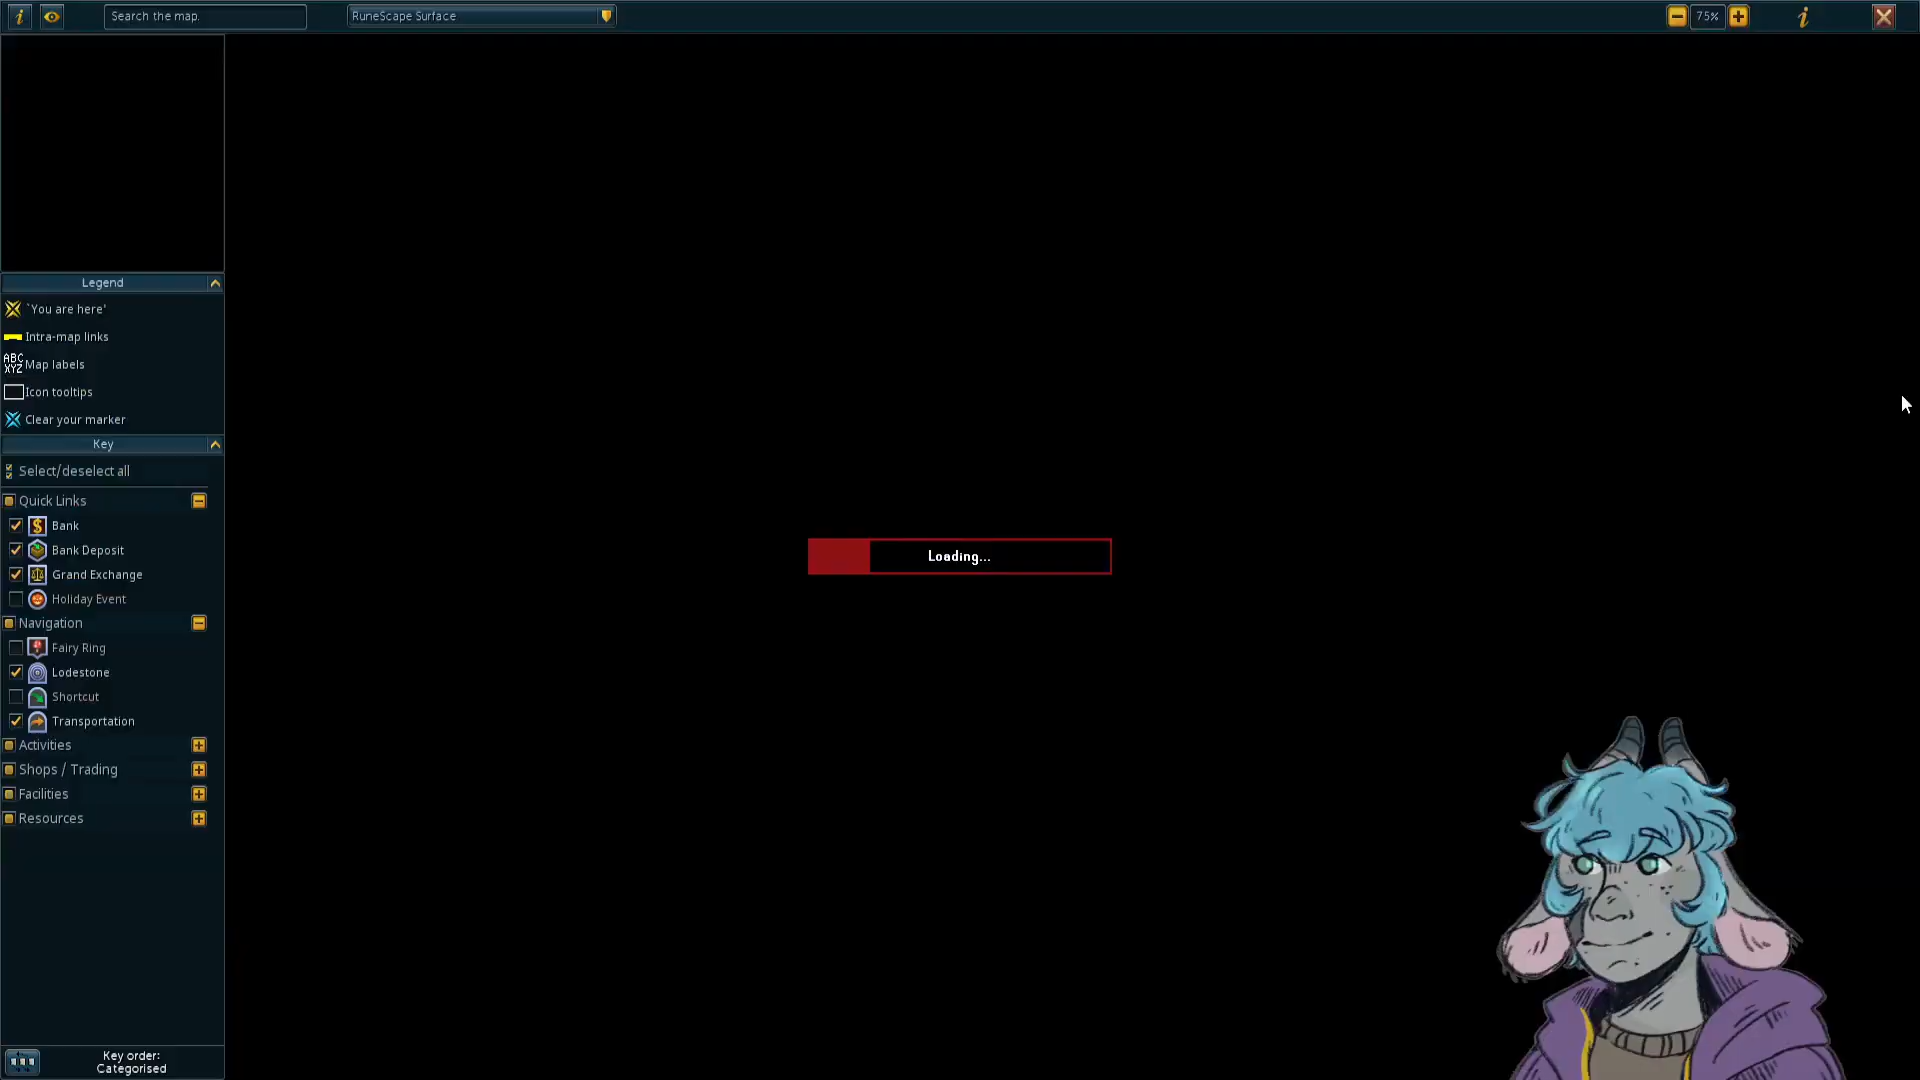 Search the map.
RuneScape Surface
75%
Legend
`You are here'
Intra-map links
ABC
XYZ
Map labels
Icon tooltips
Clear your marker
Key
Select/deselect all
Quick Links
Bank
Bank Deposit
Grand Exchange
Holiday Event
Navigation
Fairy Ring
Lodestone
Shortcut
Transportation
Activities
Shops / Trading
Facilities
Resources
Key order:
Categorised
Loading...